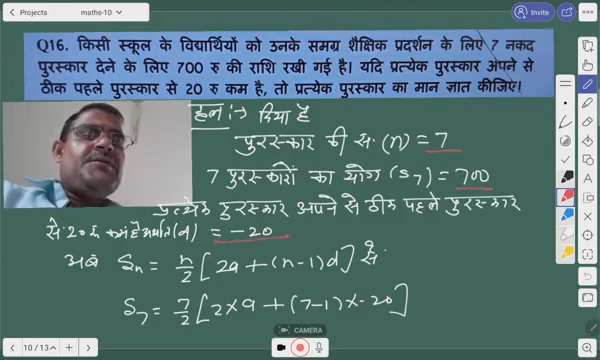 Projects
maths-10
Invite
Q16. किसी स्कूल के विद्यार्थियों को उनके समग्र शैक्षिक प्रदर्शन के लिए 7 नकद
पुरस्कार देने के लिए 700 रु की राशि रखी गई है। यदि प्रत्येक पुरस्कार अपने से
ठीक पहले पुरस्कार से 20 रु कम है, तो प्रत्येक पुरस्कार का मान ज्ञात कीजिए।
हल :→ दिया है
पुरस्कार की सं. (n) = 7
7 पुरस्कारों का योग (S₇) = 700
प्रत्येक पुरस्कार अपने से ठीक पहले पुरस्कार
से 20 रु कम है अर्थात (d) = -20
अब Sn = n/2 [2a + (n-1)d] से
S₇ = 7/2 [2×a + (7-1)×-20]
CAMERA
10 / 13